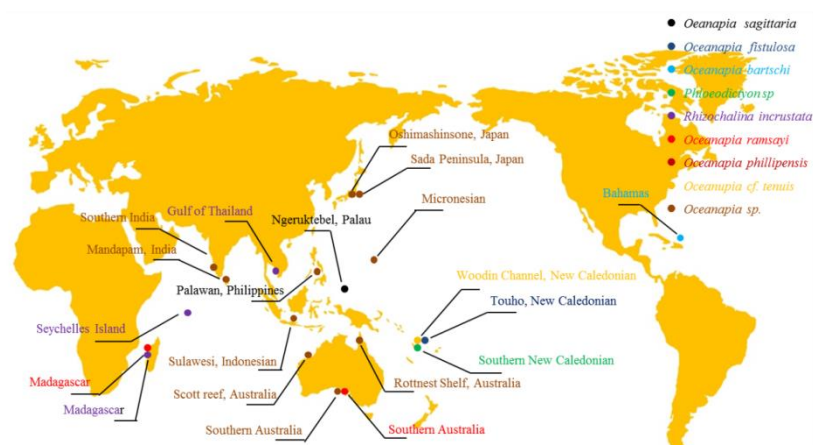 Oeanapia sagittaria
Oceanapia fistulosa
Oceanapia bartschi
Phloeodictyon sp
Rhizochalina incrustata
Oceanapia ramsayi
Oceanapia phillipensis
Oceanupia cf. tenuis
Oceanapia sp.
Oshimashinsone, Japan
Sada Peninsula, Japan
Micronesian
Bahamas
Southern India
Gulf of Thailand
Ngeruktebel, Palau
Mandapam, India
Palawan, Philippines
Woodin Channel, New Caledonian
Touho, New Caledonian
Seychelles Island
Sulawesi, Indonesian
Southern New Caledonian
Madagascar
Scott reef, Australia
Rottnest Shelf, Australia
Madagascar
Southern Australia
Southern Australia